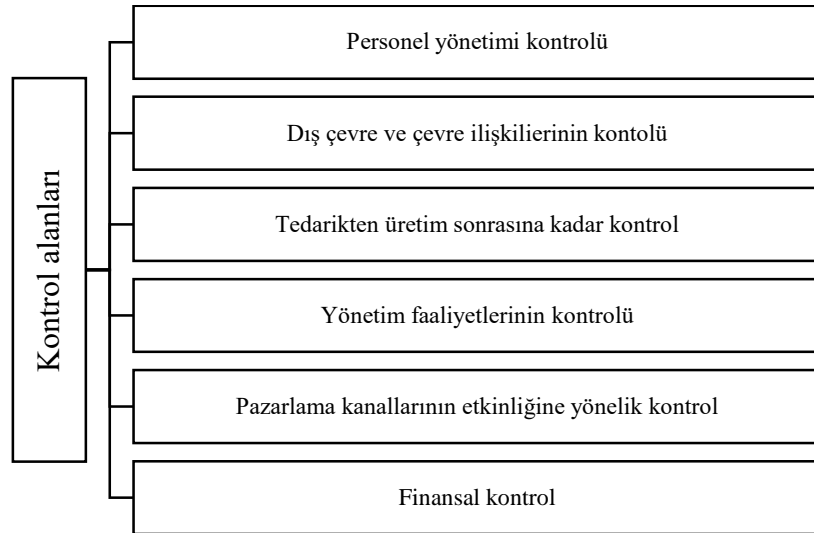 Kontrol alanları
Personel yönetimi kontrolü
Dış çevre ve çevre ilişkilierinin kontolü
Tedarikten üretim sonrasına kadar kontrol
Yönetim faaliyetlerinin kontrolü
Pazarlama kanallarının etkinliğine yönelik kontrol
Finansal kontrol